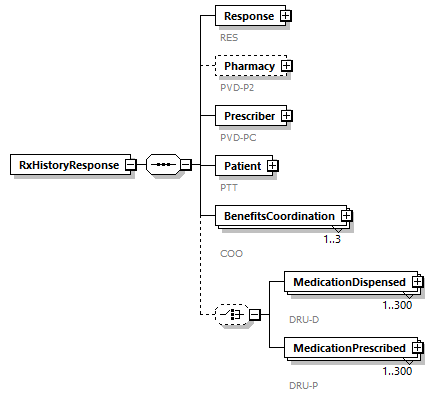 Response
RES
Pharmacy
PVD-P2
Prescriber
PVD-PC
RxHistoryResponse
Patient
PTT
BenefitsCoordination
1..3
COO
MedicationDispensed
1..300
DRU-D
MedicationPrescribed
1..300
DRU-P